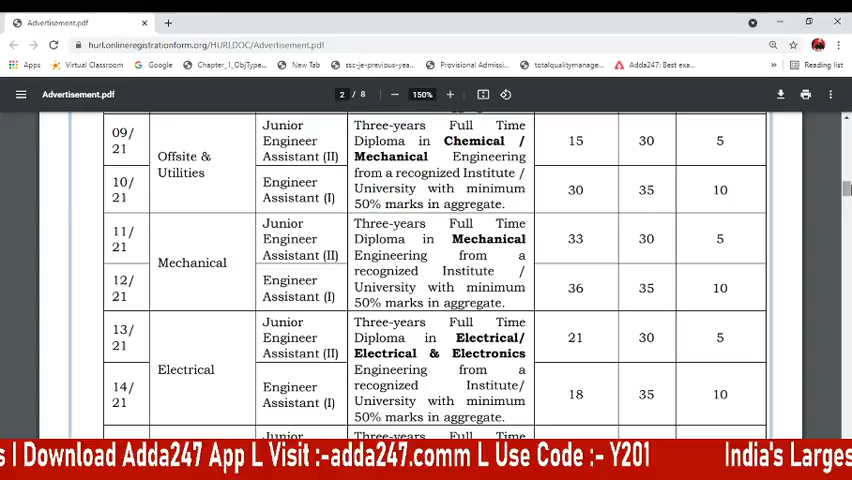 Advertisement.pdf
hurl.onlineregistrationform.org/HURLDOC/Advertisement.pdf
Apps Virtual Classroom Google Chapter_1_ObjType... New Tab ssc-je-previous-year... Provisional Admissi... totalqualitymanage... Adda247: Best exa... » Reading list
Advertisement.pdf 2 / 8 150%
09/
21
Offsite &
Utilities
Junior
Engineer
Assistant (II)
Three-years Full Time
Diploma in Chemical /
Mechanical Engineering
from a recognized Institute /
University with minimum
50% marks in aggregate.
15 30 5
10/
21
Engineer
Assistant (I)
30 35 10
11/
21
Mechanical
Junior
Engineer
Assistant (II)
Three-years Full Time
Diploma in Mechanical
Engineering from a
recognized Institute /
University with minimum
50% marks in aggregate.
33 30 5
12/
21
Engineer
Assistant (I)
36 35 10
13/
21
Electrical
Junior
Engineer
Assistant (II)
Three-years Full Time
Diploma in Electrical/
Electrical & Electronics
Engineering from a
recognized Institute/
University with minimum
50% marks in aggregate.
21 30 5
14/
21
Engineer
Assistant (I)
18 35 10
Junior
Three-years Full Time
s I Download Adda247 App L Visit :-adda247.comm L Use Code :- Y201 India's Larges